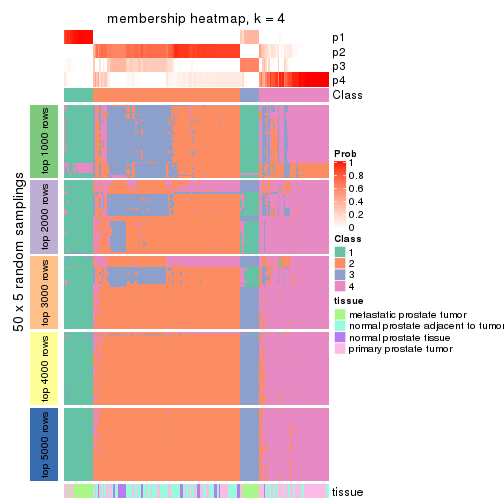 membership heatmap, k = 4
p1
p2
p3
p4
Class
50 x 5 random samplings
top 1000 rows
top 2000 rows
top 3000 rows
top 4000 rows
top 5000 rows
Prob
1
0.8
0.6
0.4
0.2
0
Class
1
2
3
4
tissue
metastatic prostate tumor
normal prostate adjacent to tumor
normal prostate tissue
primary prostate tumor
tissue